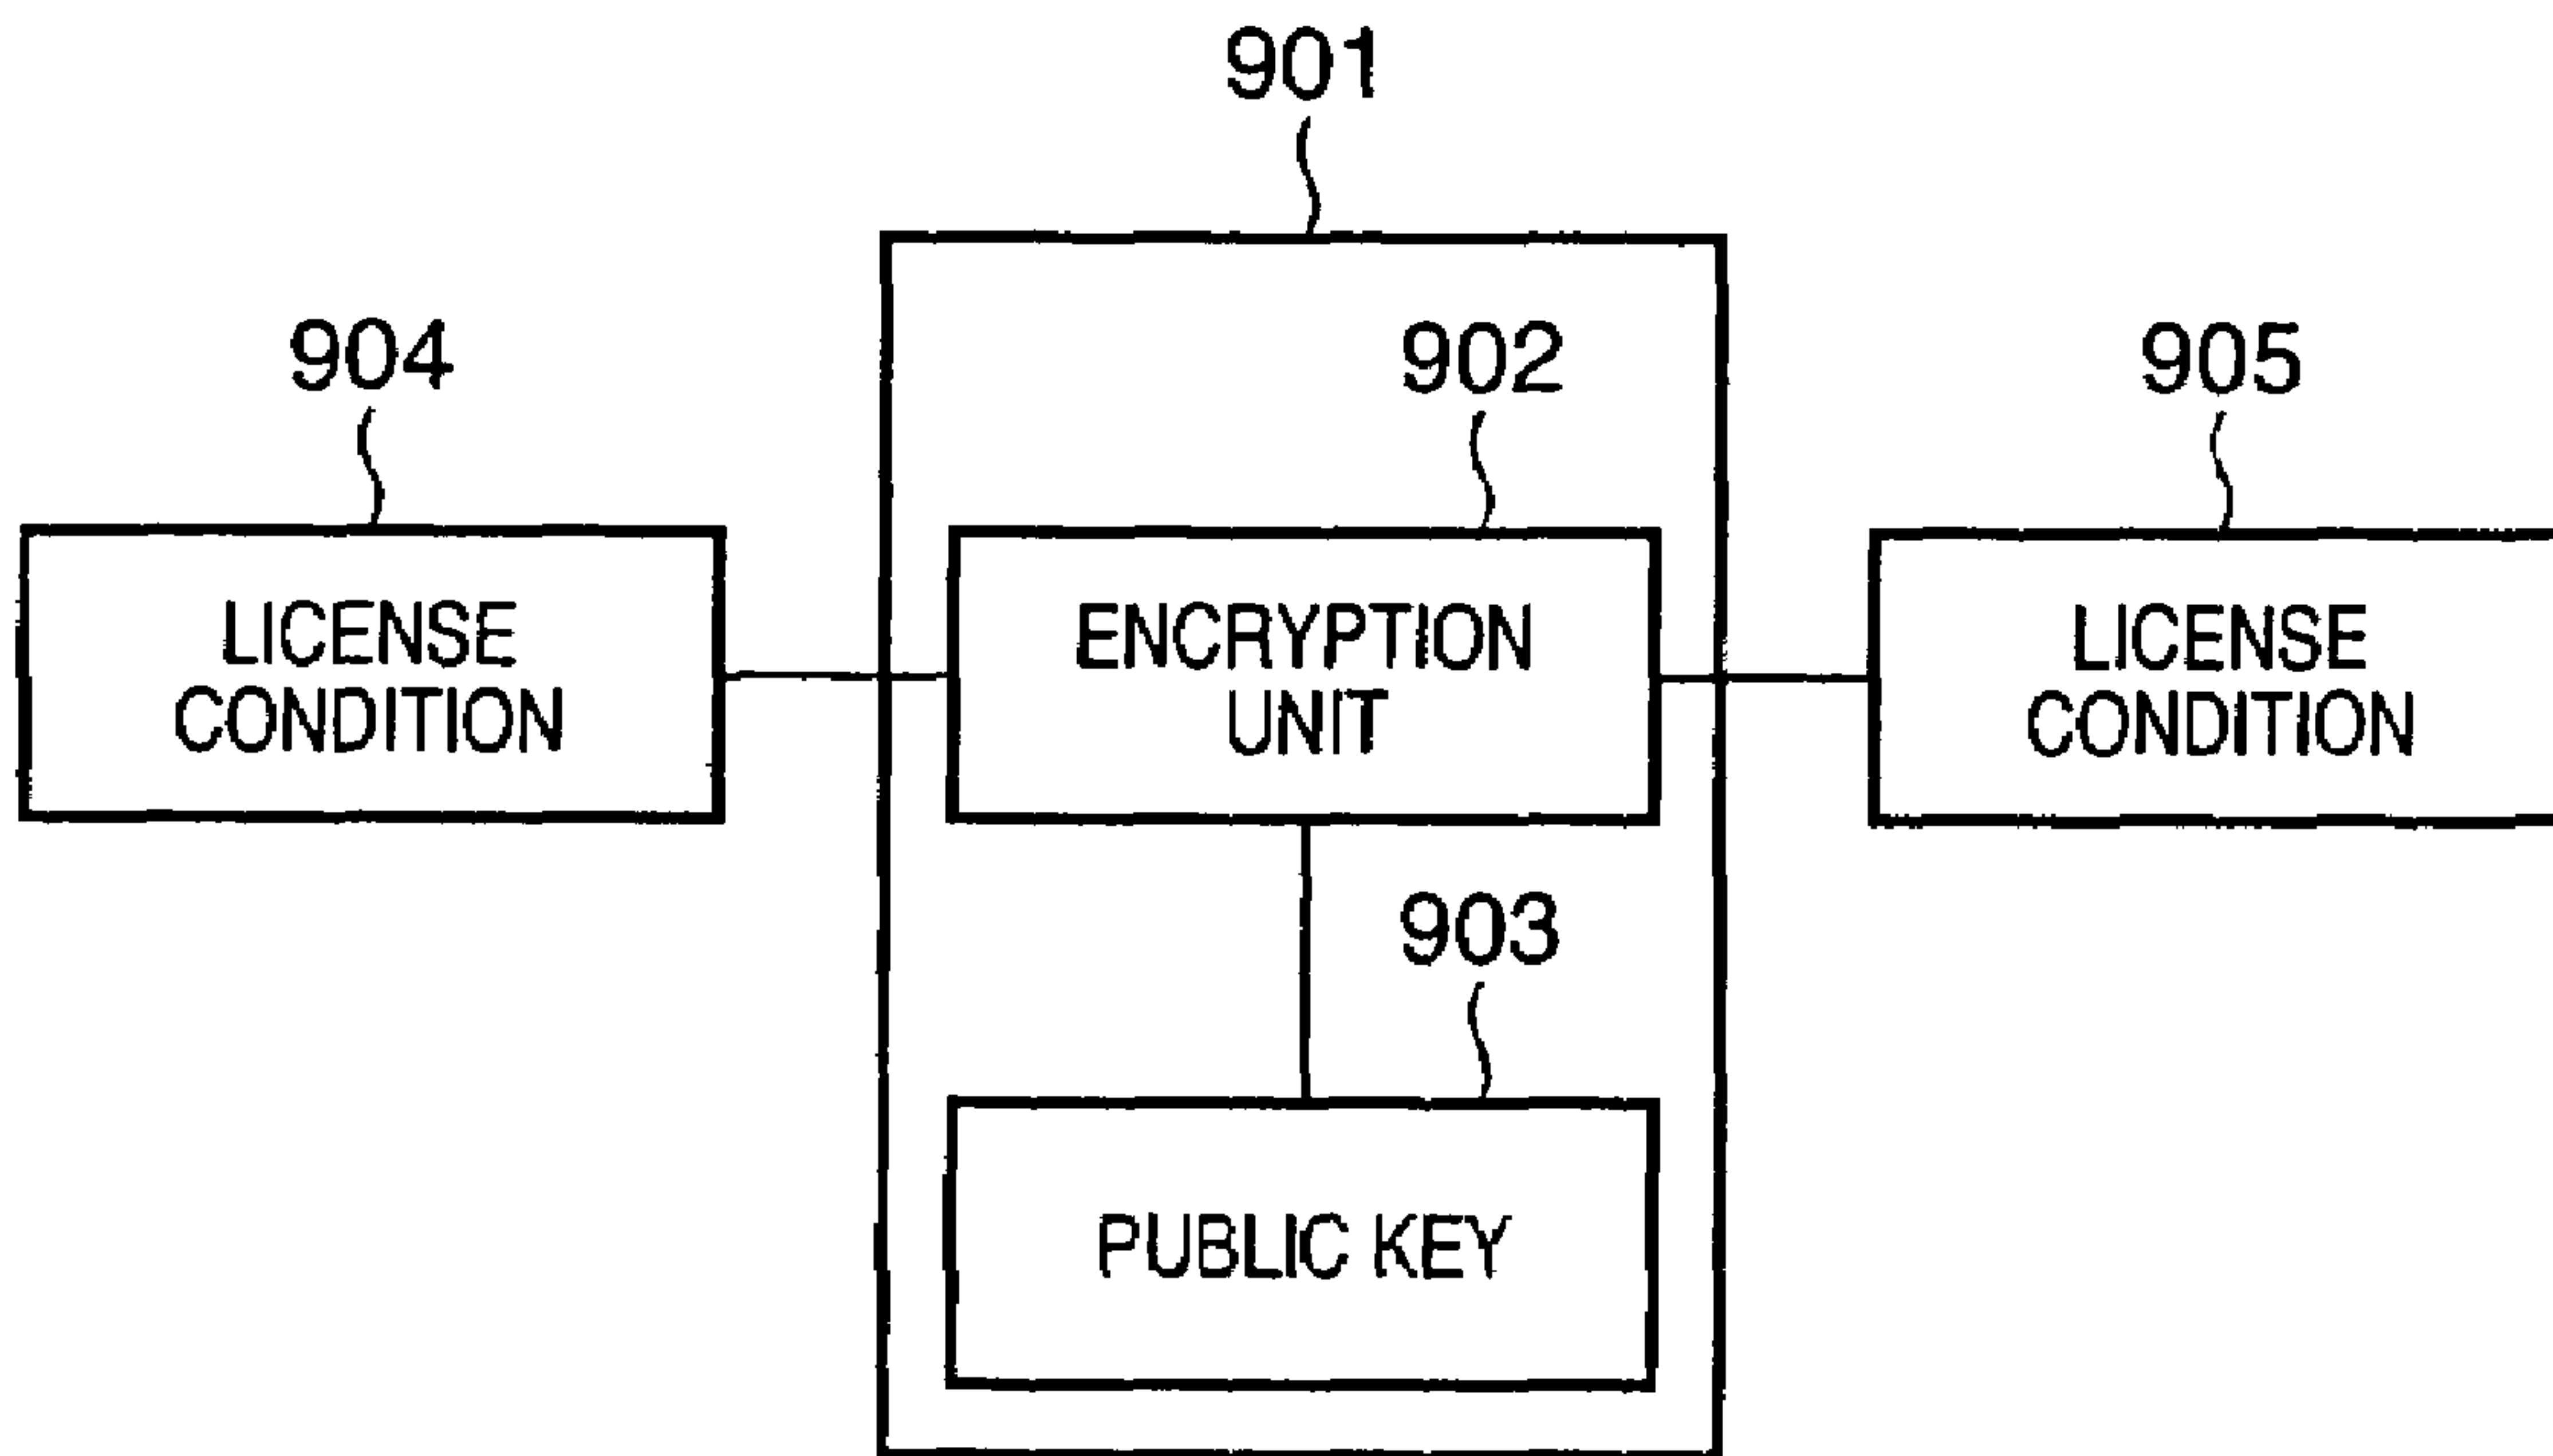 901
904
902
905
LICENSE
CONDITION
ENCRYPTION
UNIT
LICENSE
CONDITION
903
PUBLIC KEY